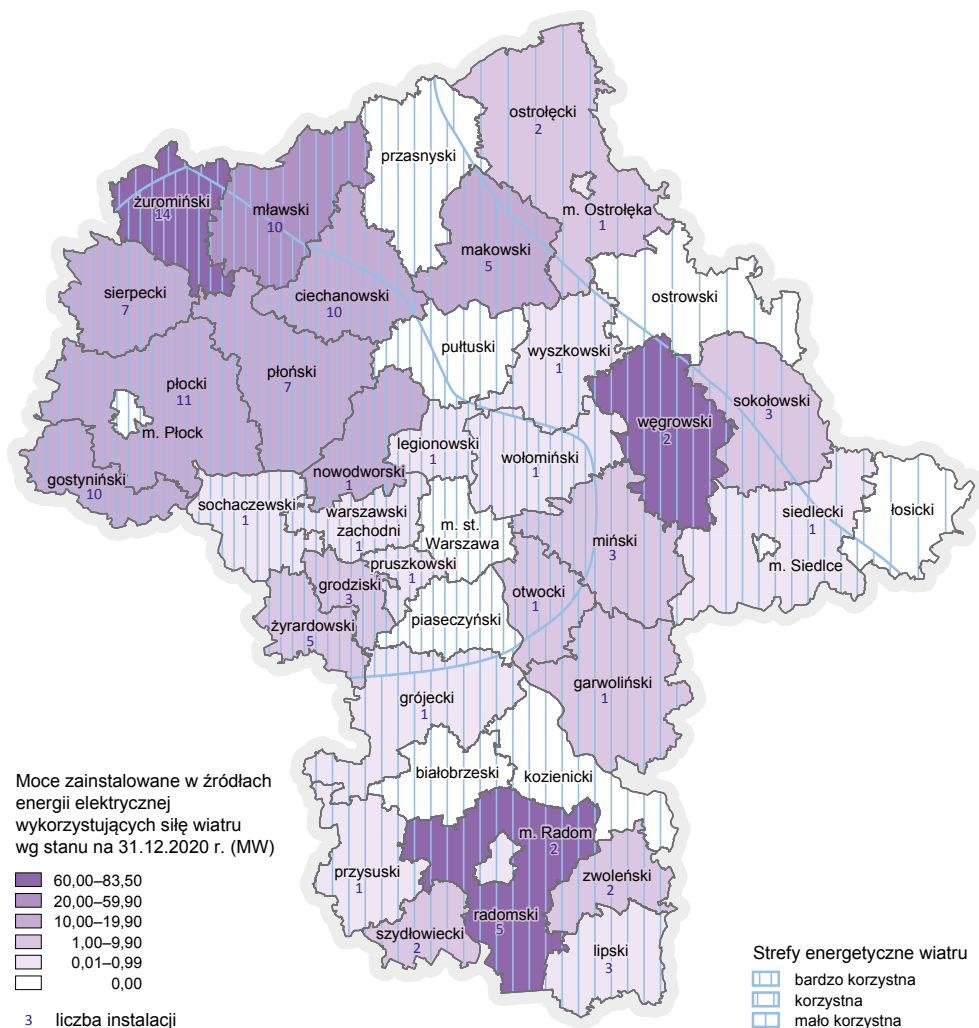 ostrołęcki
2
przasnyski
żuromiński
14
mławski
10
m. Ostrołęka
1
makowski
5
sierpecki
7
ciechanowski
10
ostrowski
pułtuski
wyszkowski
1
płocki
11
płoński
7
m. Płock
węgrowski
2
sokołowski
3
legionowski
1
wołomiński
1
gostyniński
10
nowodworski
1
sochaczewski
1
warszawski
zachodni
1
m. st.
Warszawa
siedlecki
1
łosicki
miński
3
m. Siedlce
pruszkowski
1
grodziski
3
otwocki
1
piaseczyński
żyrardowski
5
garwoliński
1
grójecki
1
białobrzeski
kozienicki
m. Radom
2
przysuski
1
zwoleński
2
radomski
5
szydłowiecki
2
lipski
3
Moce zainstalowane w źródłach
energii elektrycznej
wykorzystujących siłę wiatru
wg stanu na 31.12.2020 r. (MW)
60,00–83,50
20,00–59,90
10,00–19,90
1,00–9,90
0,01–0,99
0,00
3 liczba instalacji
Strefy energetyczne wiatru
bardzo korzystna
korzystna
mało korzystna